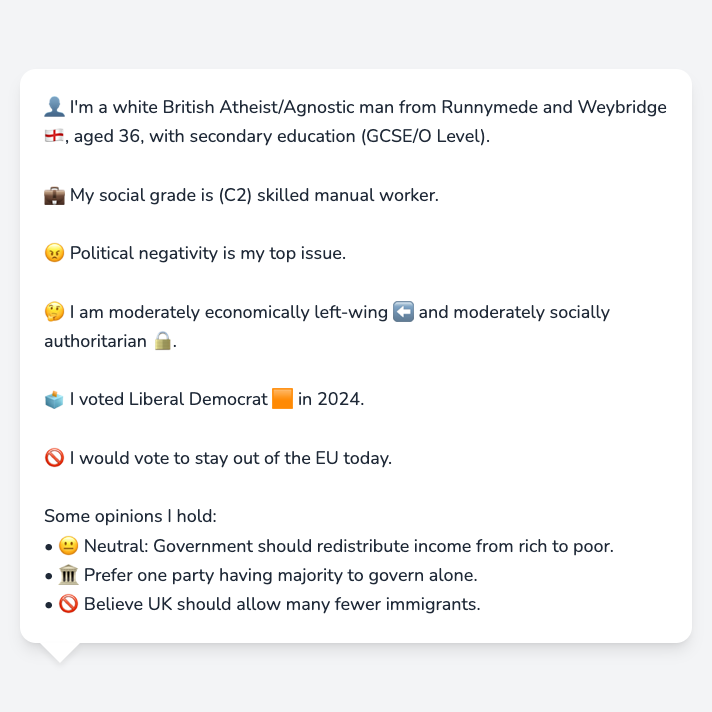 👤 I'm a white British Atheist/Agnostic man from Runnymede and Weybridge
🏴󠁧󠁢󠁥󠁮󠁧󠁿, aged 36, with secondary education (GCSE/O Level).
💼 My social grade is (C2) skilled manual worker.
😠 Political negativity is my top issue.
🤔 I am moderately economically left-wing ⬅️ and moderately socially
authoritarian 🔒.
🗳️ I voted Liberal Democrat 🟧 in 2024.
🚫 I would vote to stay out of the EU today.
Some opinions I hold:
• 😐 Neutral: Government should redistribute income from rich to poor.
• 🏛️ Prefer one party having majority to govern alone.
• 🚫 Believe UK should allow many fewer immigrants.